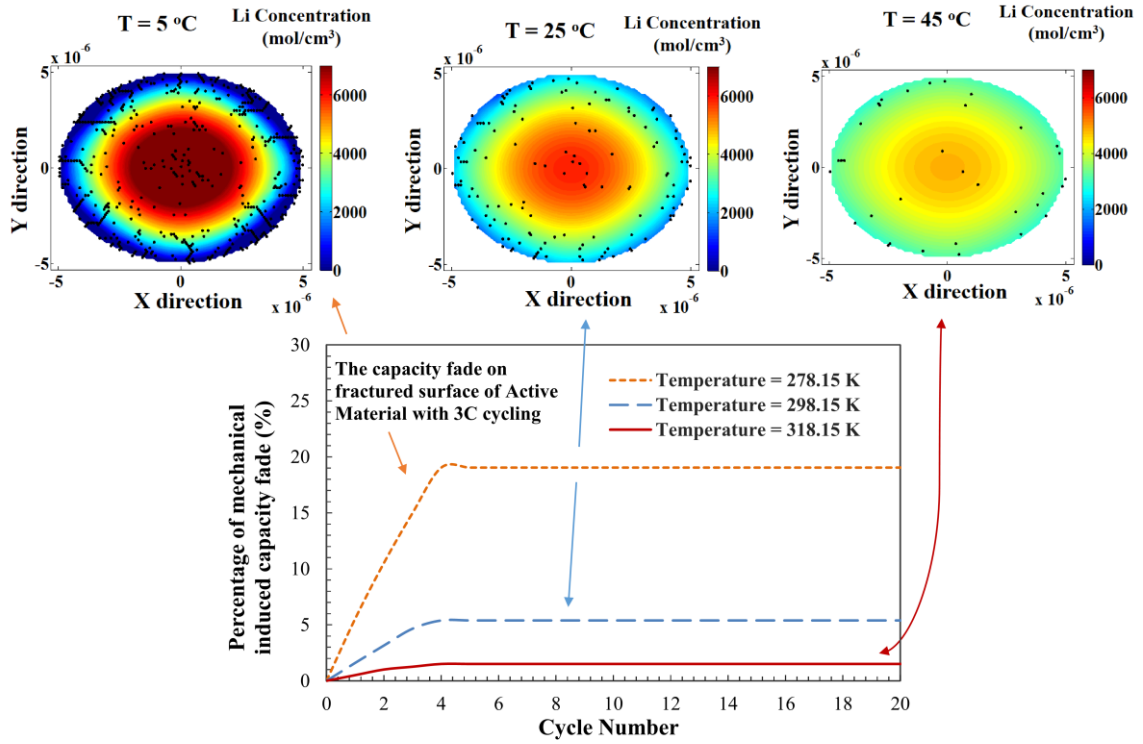 T = 5 °C
Li Concentration
(mol/cm³)
x 10⁻⁶
5
0
-5
Y direction
-5
0
5
X direction
x 10⁻⁶
6000
4000
2000
0
T = 25 °C
Li Concentration
(mol/cm³)
x 10⁻⁶
5
0
-5
Y direction
-5
0
5
X direction
x 10⁻⁶
6000
4000
2000
0
T = 45 °C
Li Concentration
(mol/cm³)
x 10⁻⁶
5
0
-5
Y direction
-5
0
5
X direction
x 10⁻⁶
6000
4000
2000
0
Percentage of mechanical
induced capacity fade (%)
30
25
20
15
10
5
0
The capacity fade on
fractured surface of Active
Material with 3C cycling
Temperature = 278.15 K
Temperature = 298.15 K
Temperature = 318.15 K
0
2
4
6
8
10
12
14
16
18
20
Cycle Number